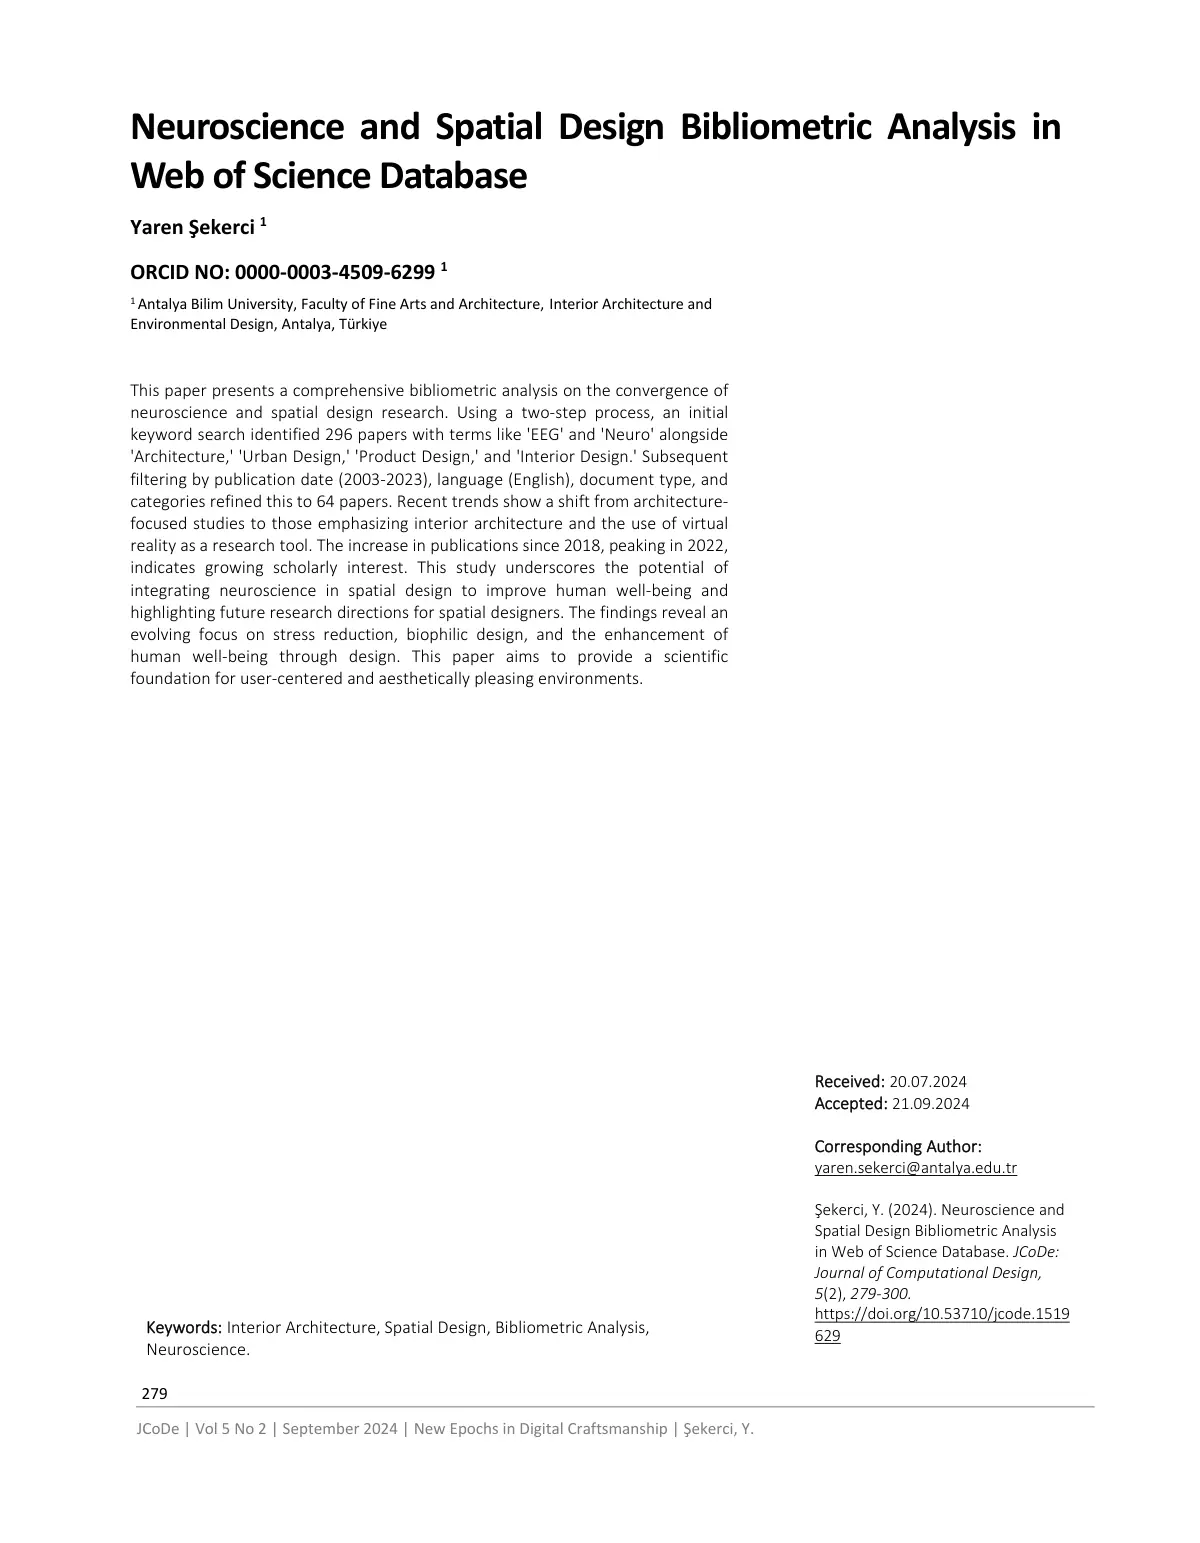 Neuroscience and Spatial Design Bibliometric Analysis in
Web of Science Database
Yaren Şekerci ¹
ORCID NO: 0000-0003-4509-6299 ¹
¹ Antalya Bilim University, Faculty of Fine Arts and Architecture, Interior Architecture and
Environmental Design, Antalya, Türkiye
This paper presents a comprehensive bibliometric analysis on the convergence of
neuroscience and spatial design research. Using a two-step process, an initial
keyword search identified 296 papers with terms like 'EEG' and 'Neuro' alongside
'Architecture,' 'Urban Design,' 'Product Design,' and 'Interior Design.' Subsequent
filtering by publication date (2003-2023), language (English), document type, and
categories refined this to 64 papers. Recent trends show a shift from architecture-
focused studies to those emphasizing interior architecture and the use of virtual
reality as a research tool. The increase in publications since 2018, peaking in 2022,
indicates growing scholarly interest. This study underscores the potential of
integrating neuroscience in spatial design to improve human well-being and
highlighting future research directions for spatial designers. The findings reveal an
evolving focus on stress reduction, biophilic design, and the enhancement of
human well-being through design. This paper aims to provide a scientific
foundation for user-centered and aesthetically pleasing environments.
Received: 20.07.2024
Accepted: 21.09.2024
Corresponding Author:
yaren.sekerci@antalya.edu.tr
Şekerci, Y. (2024). Neuroscience and
Spatial Design Bibliometric Analysis
in Web of Science Database. JCoDe:
Journal of Computational Design,
5(2), 279-300.
https://doi.org/10.53710/jcode.1519
629
Keywords: Interior Architecture, Spatial Design, Bibliometric Analysis,
Neuroscience.
279
JCoDe | Vol 5 No 2 | September 2024 | New Epochs in Digital Craftsmanship | Şekerci, Y.